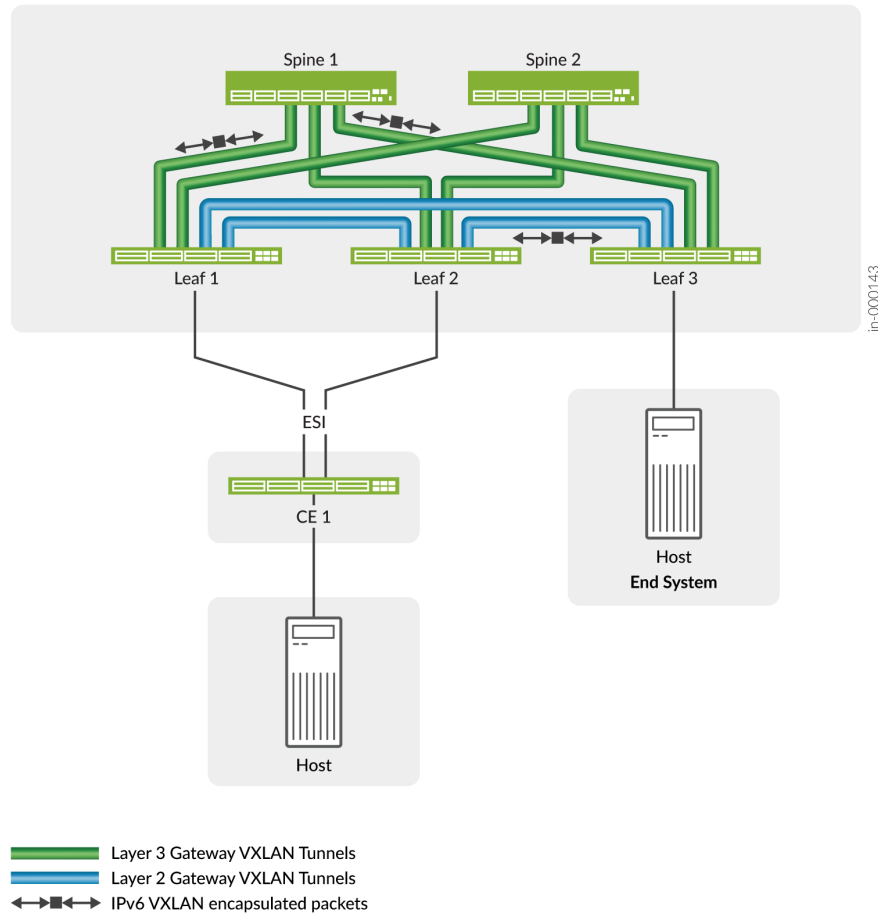 Spine 1
Spine 2
Leaf 1
Leaf 2
Leaf 3
jn-000143
ESI
CE 1
Host
End System
Host
Layer 3 Gateway VXLAN Tunnels
Layer 2 Gateway VXLAN Tunnels
IPv6 VXLAN encapsulated packets